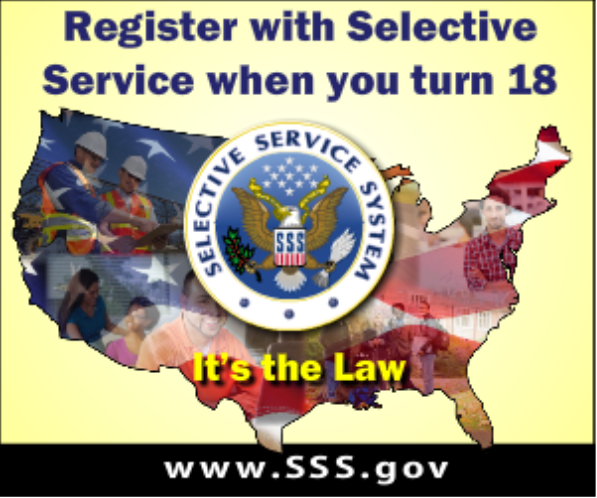 Register with Selective
Service when you turn 18
SELECTIVE SERVICE SYSTEM
SSS
It's the Law
www.SSS.gov